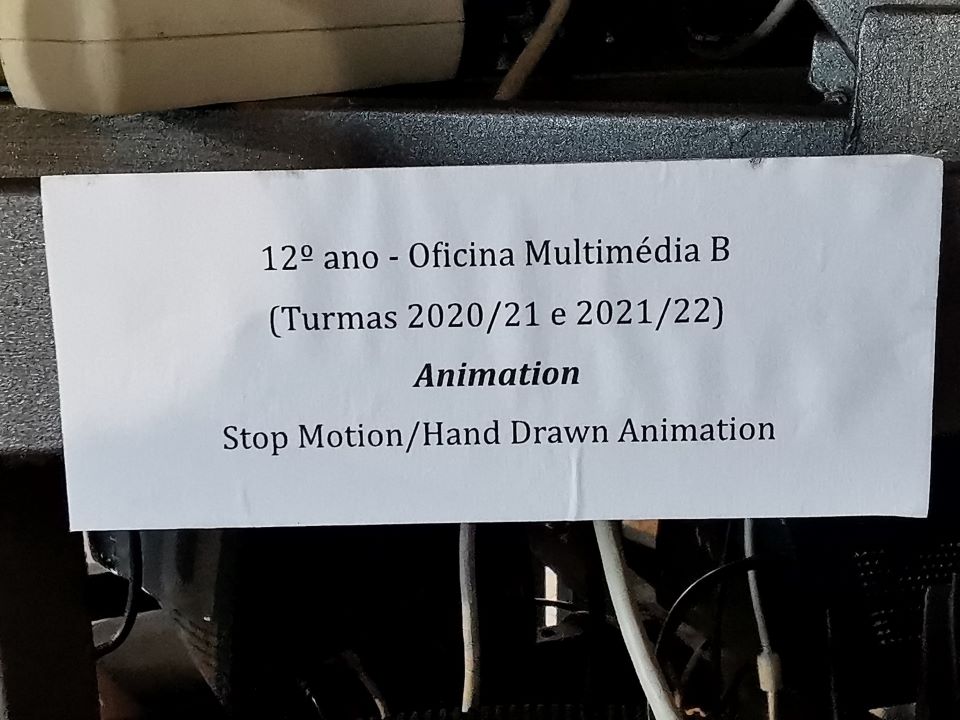 12º ano - Oficina Multimédia B
(Turmas 2020/21 e 2021/22)
Animation
Stop Motion/Hand Drawn Animation